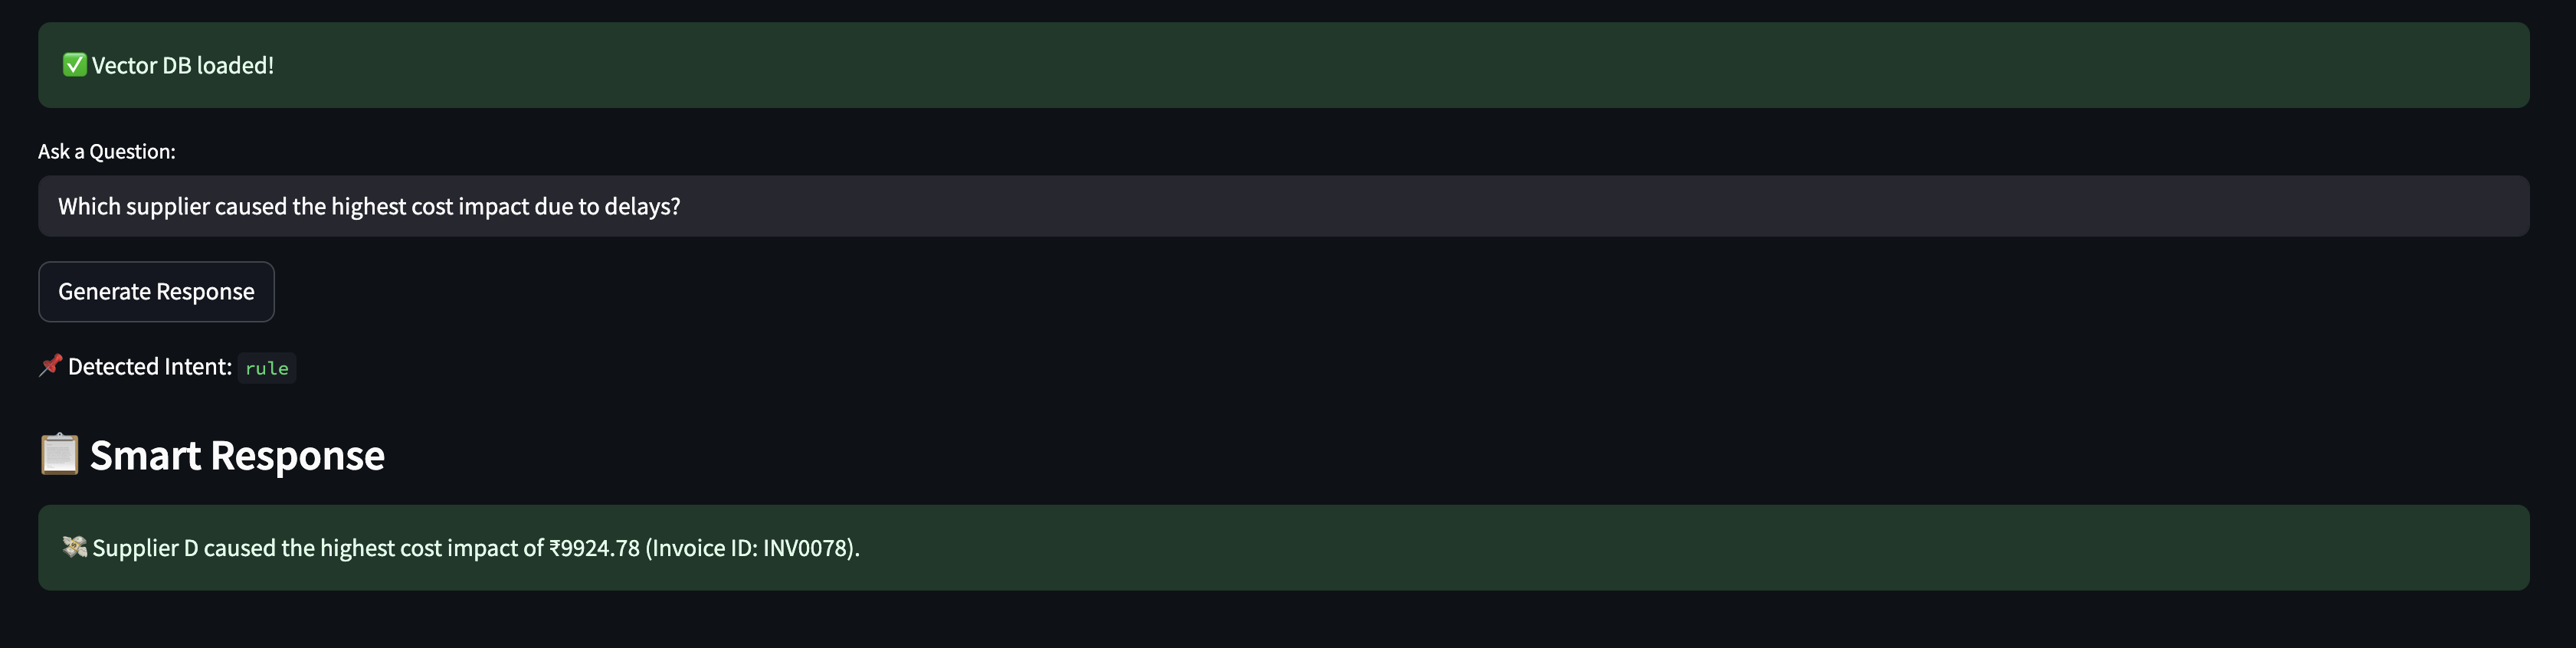 ✅ Vector DB loaded!
Ask a Question:
Which supplier caused the highest cost impact due to delays?
Generate Response
📌 Detected Intent: rule
📋 Smart Response
💸 Supplier D caused the highest cost impact of ₹9924.78 (Invoice ID: INV0078).